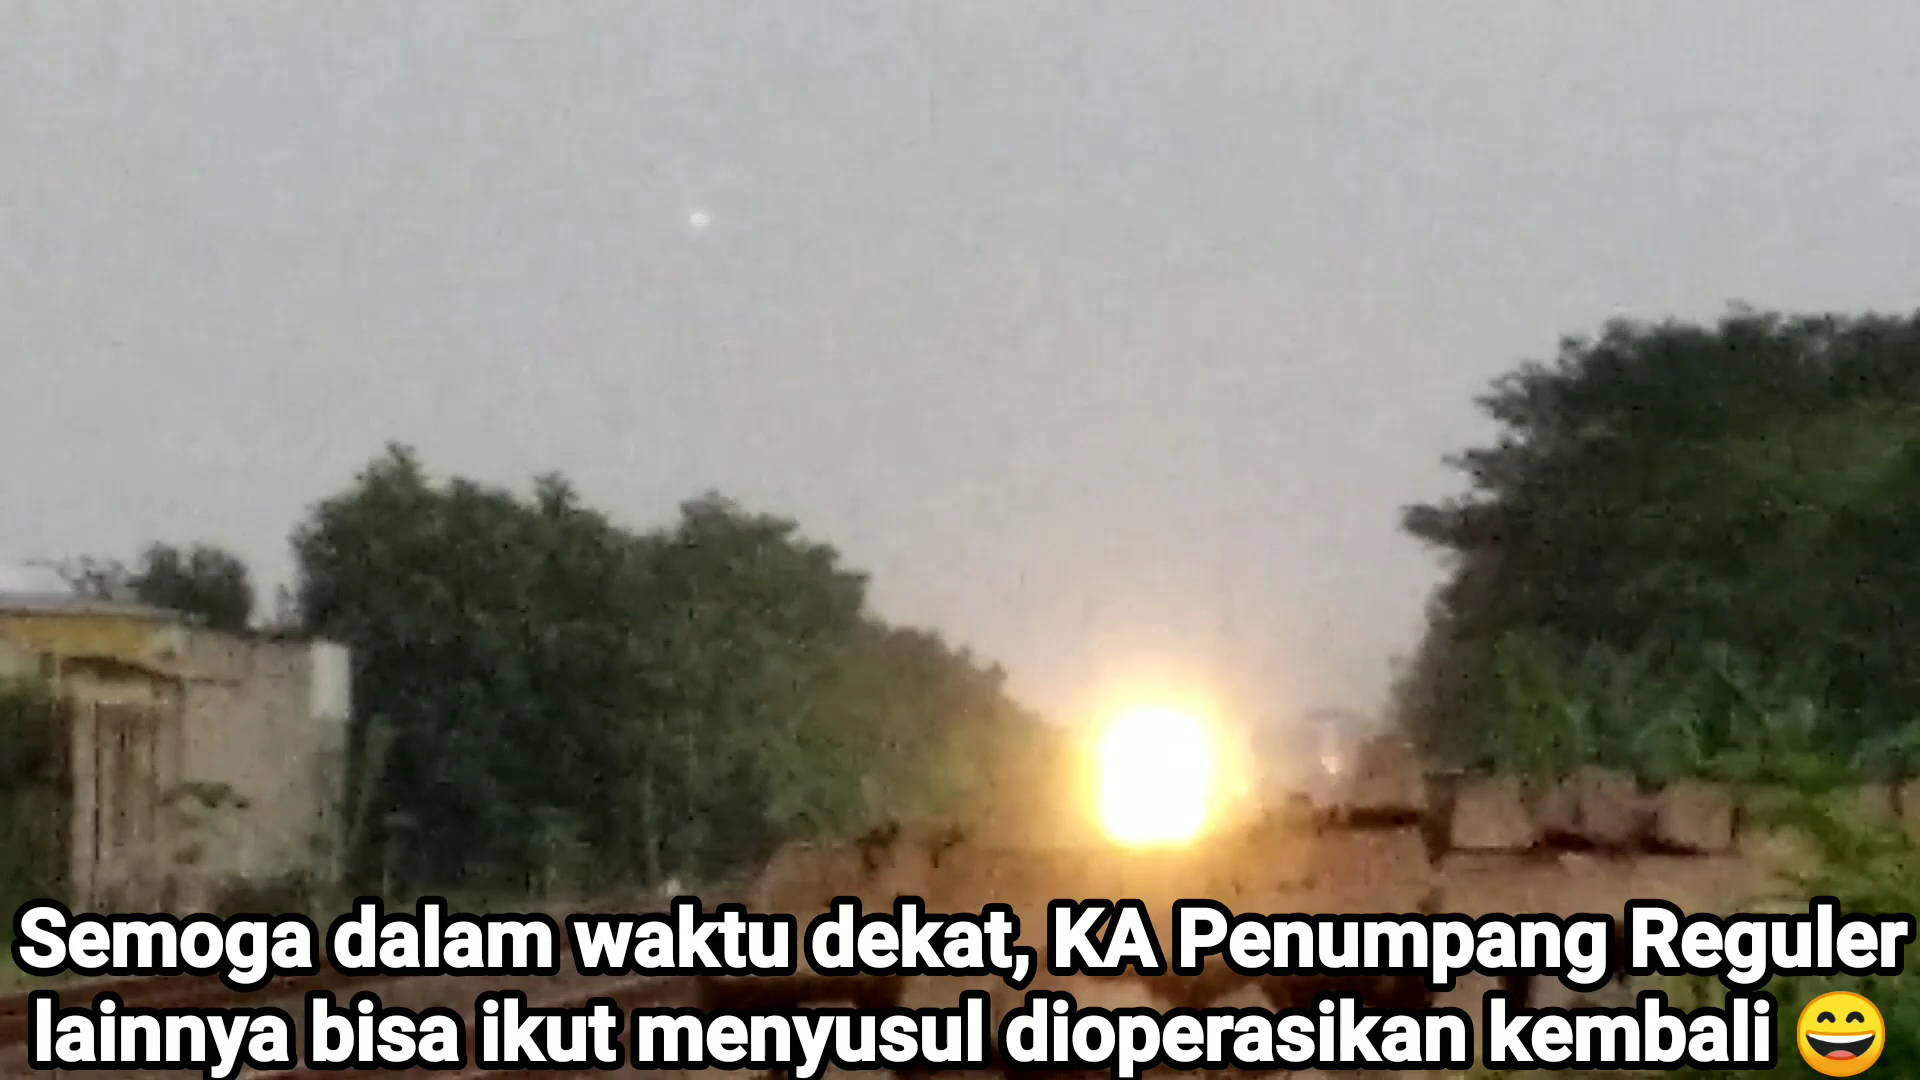 Semoga dalam waktu dekat, KA Penumpang Reguler
lainnya bisa ikut menyusul dioperasikan kembali 😄